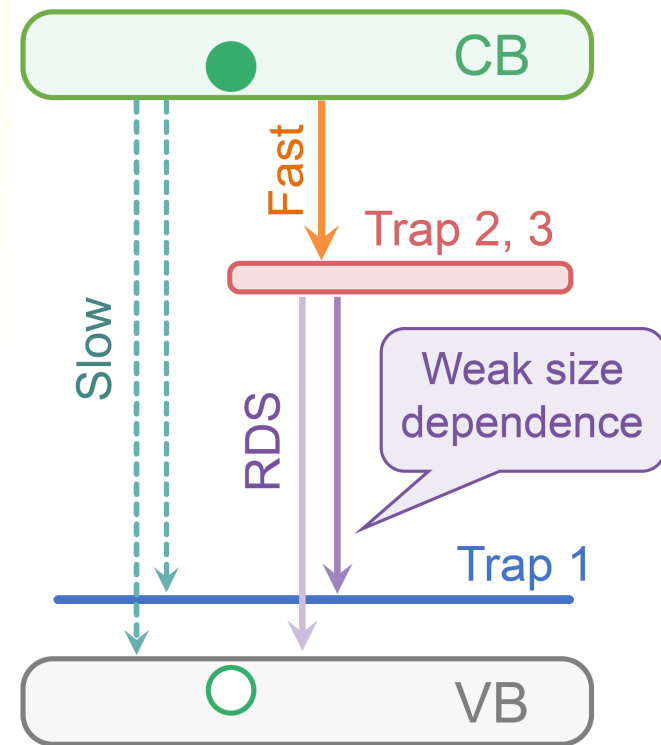 CB
Fast
Trap 2, 3
Slow
Weak size
dependence
RDS
Trap 1
VB